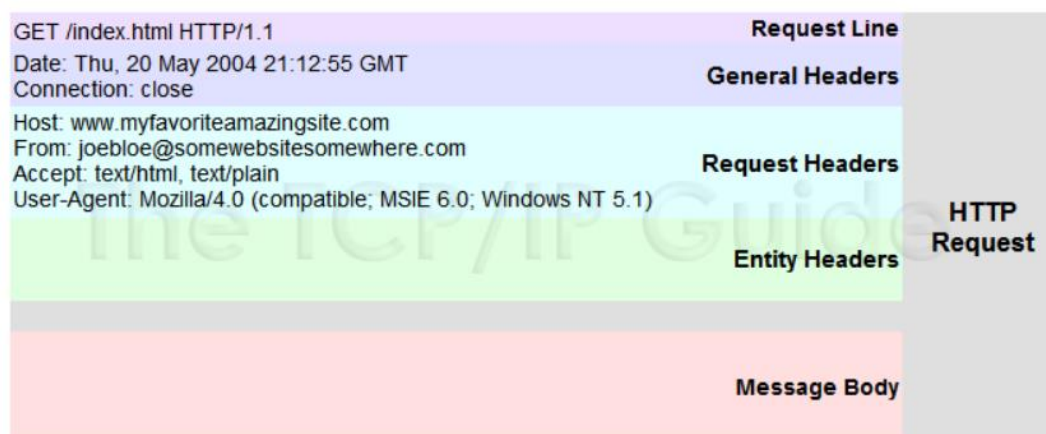 GET /index.html HTTP/1.1 Request Line
Date: Thu, 20 May 2004 21:12:55 GMT
Connection: close
General Headers
Host: www.myfavoriteamazingsite.com
From: joebloe@somewebsitesomewhere.com
Accept: text/html, text/plain
User-Agent: Mozilla/4.0 (compatible; MSIE 6.0; Windows NT 5.1)
Request Headers
The TCP/IP Guide
Entity Headers
Message Body
HTTP
Request